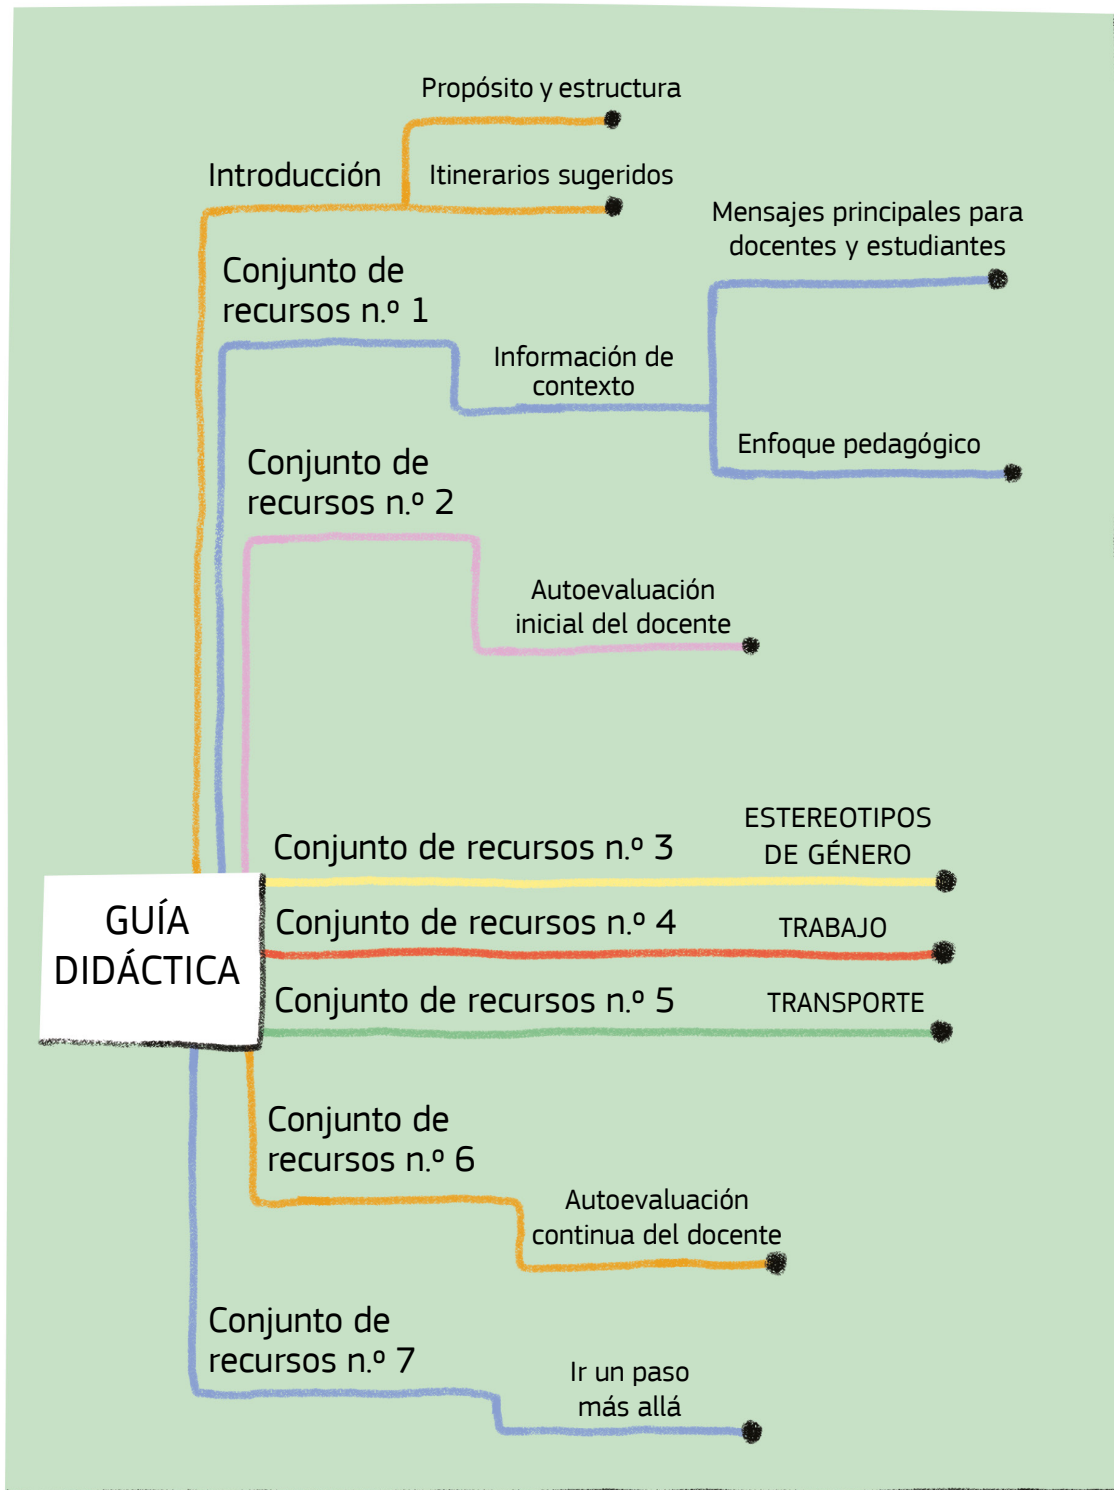 Propósito y estructura
Introducción
Itinerarios sugeridos
Mensajes principales para
docentes y estudiantes
Conjunto de
recursos n.º 1
Información de
contexto
Enfoque pedagógico
Conjunto de
recursos n.º 2
Autoevaluación
inicial del docente
Conjunto de recursos n.º 3
ESTEREOTIPOS
DE GÉNERO
GUÍA
DIDÁCTICA
Conjunto de recursos n.º 4
TRABAJO
Conjunto de recursos n.º 5
TRANSPORTE
Conjunto de
recursos n.º 6
Autoevaluación
continua del docente
Conjunto de
recursos n.º 7
Ir un paso
más allá